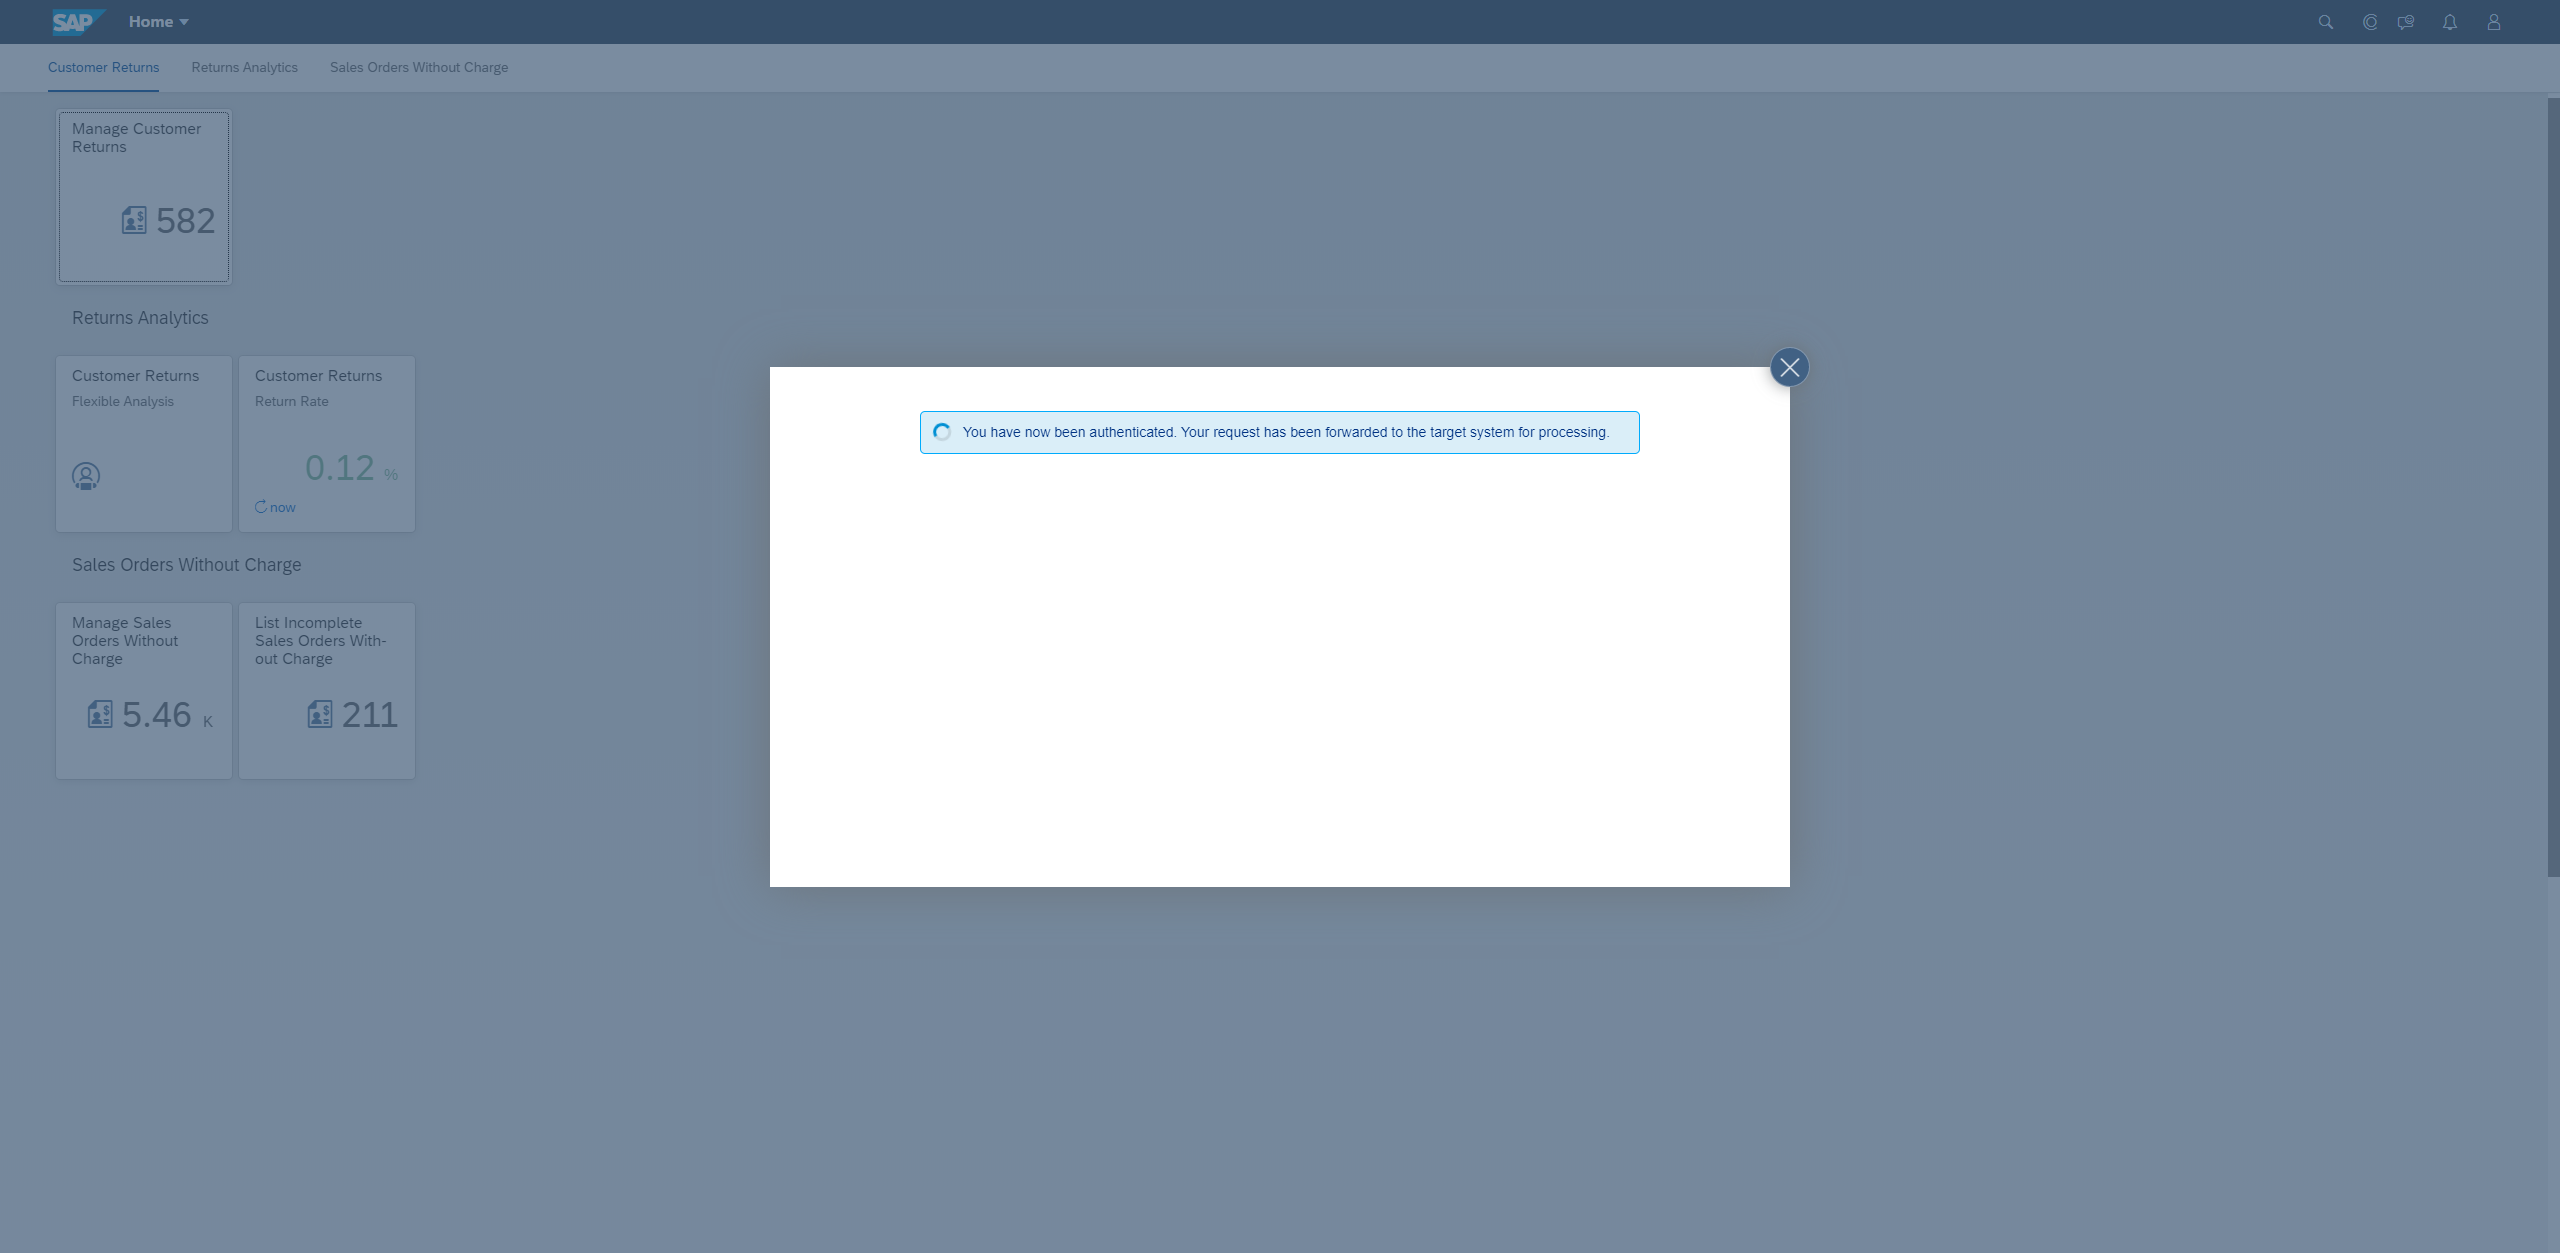 SAP Home
Customer Returns Returns Analytics Sales Orders Without Charge
Manage Customer
Returns
582
Returns Analytics
Customer Returns
Flexible Analysis
Customer Returns
Return Rate
0.12 %
now
Sales Orders Without Charge
Manage Sales
Orders Without
Charge
5.46 K
List Incomplete
Sales Orders With-
out Charge
211
You have now been authenticated. Your request has been forwarded to the target system for processing.